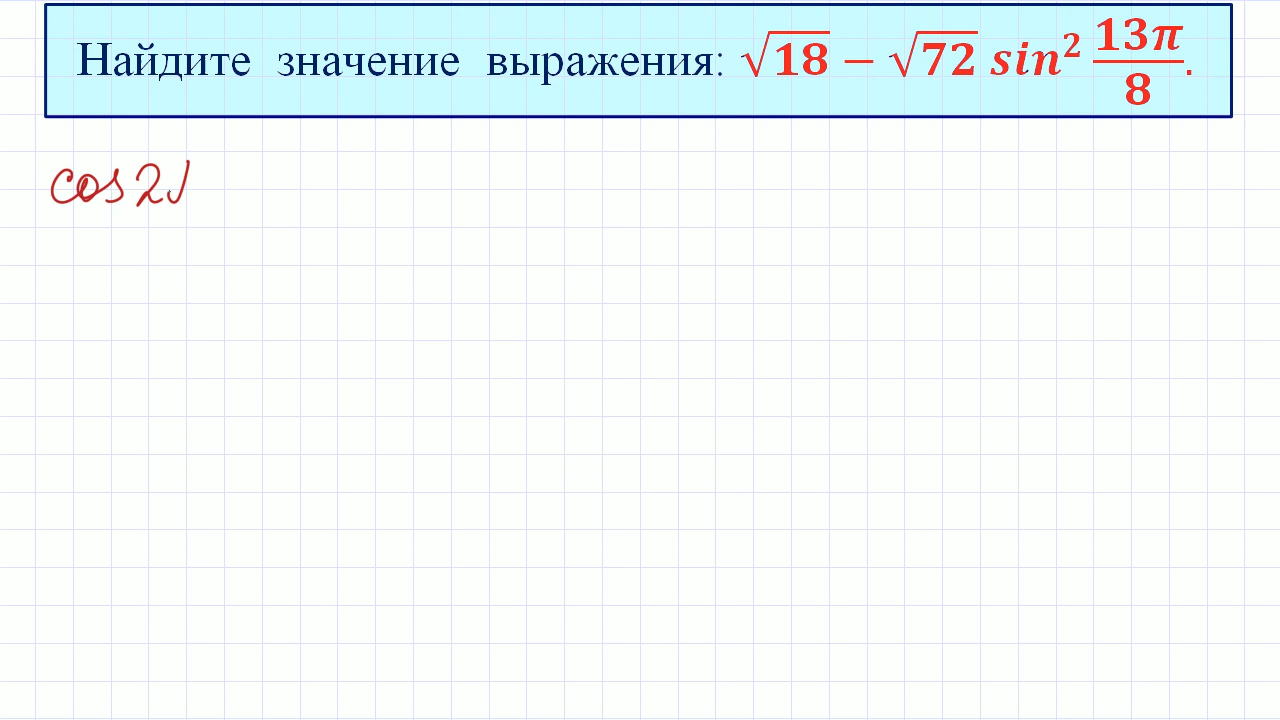 Найдите значение выражения: √18 − √72 sin² 13π/8.
cos 2